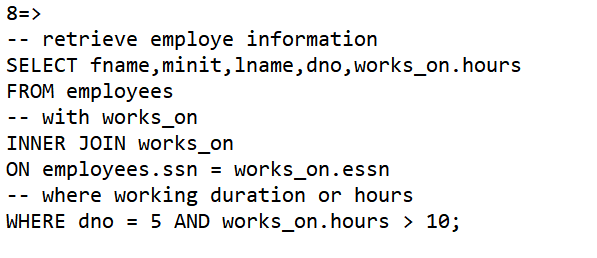 8=>
-- retrieve employe information
SELECT fname,minit,lname,dno,works_on.hours
FROM employees
-- with works_on
INNER JOIN works_on
ON employees.ssn = works_on.essn
-- where working duration or hours
WHERE dno = 5 AND works_on.hours > 10;